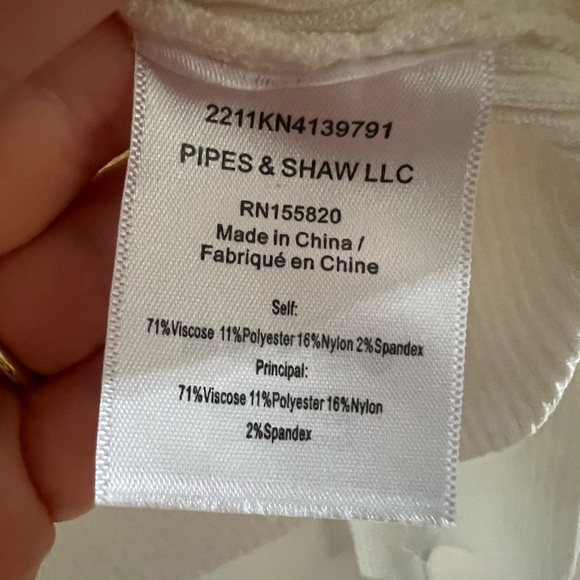 2211KN4139791
PIPES & SHAW LLC
RN155820
Made in China /
Fabriqué en Chine
Self:
71%Viscose 11%Polyester 16%Nylon 2%Spandex
Principal:
71%Viscose 11%Polyester 16%Nylon
2%Spandex